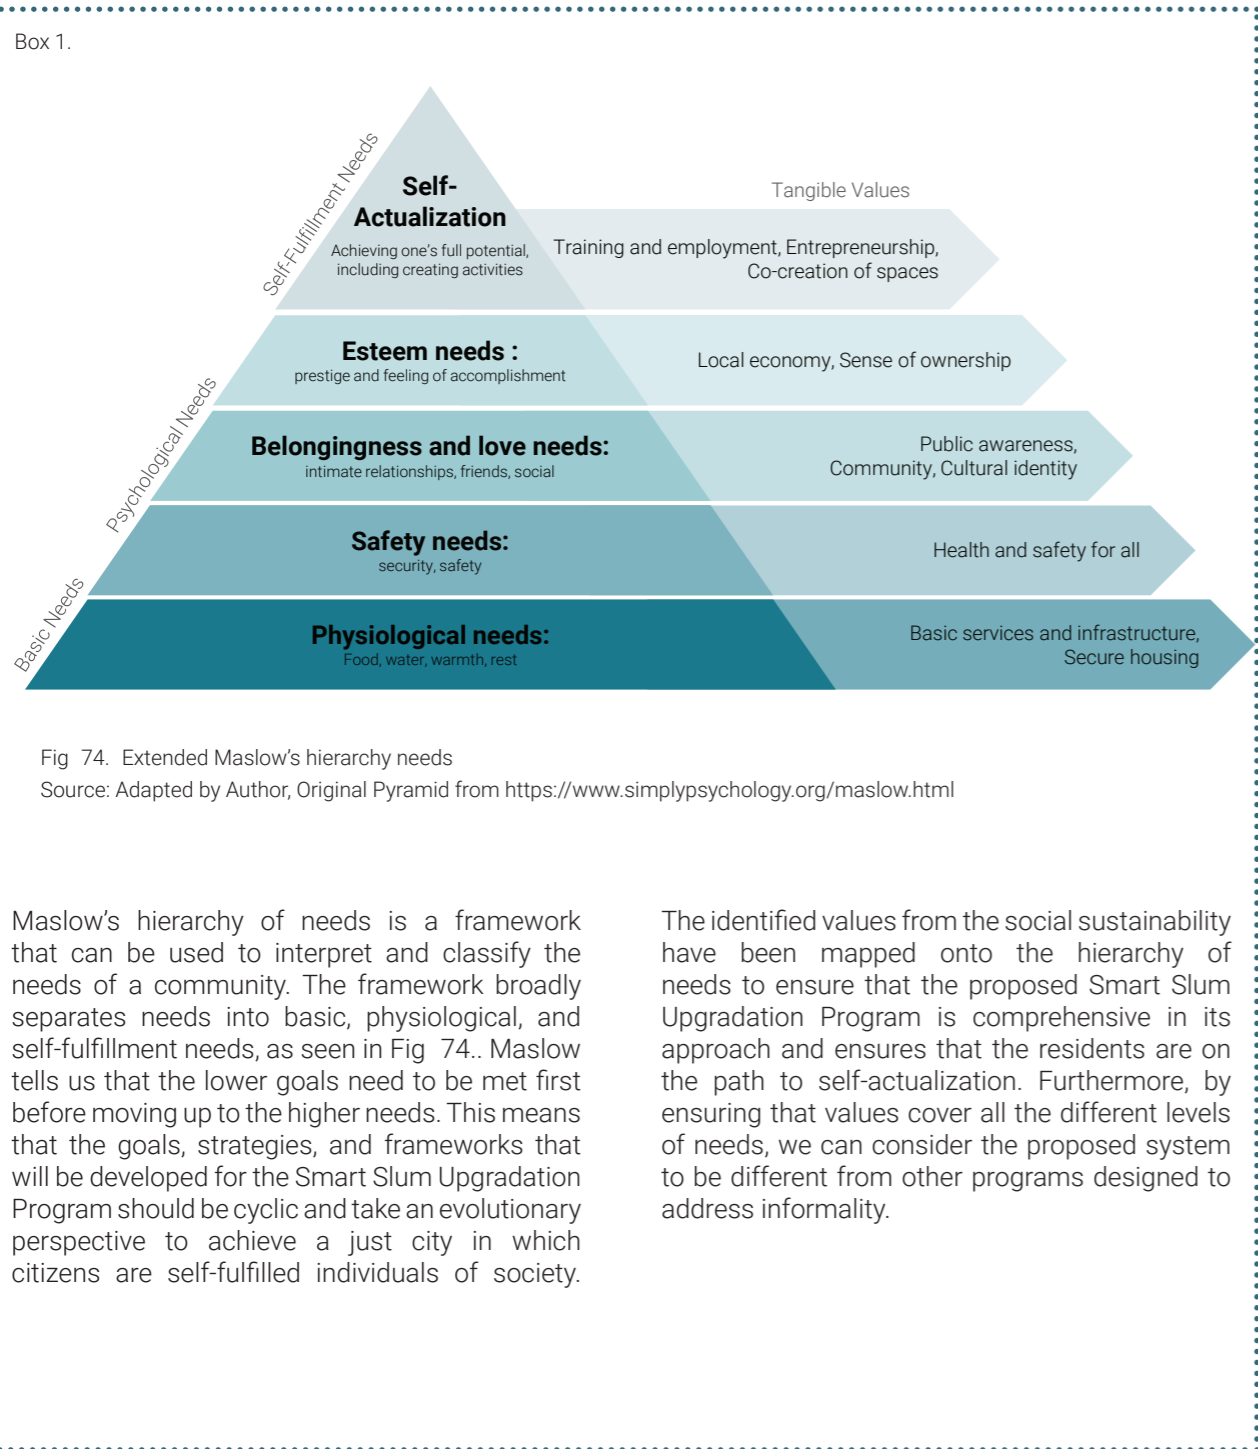 Box 1.
Self-Fulfillment Needs
Psychological Needs
Basic Needs
Tangible Values
Self-
Actualization
Achieving one's full potential,
including creating activities
Training and employment, Entrepreneurship,
Co-creation of spaces
Esteem needs :
prestige and feeling of accomplishment
Local economy, Sense of ownership
Belongingness and love needs:
intimate relationships, friends, social
Public awareness,
Community, Cultural identity
Safety needs:
security, safety
Health and safety for all
Physiological needs:
Food, water, warmth, rest
Basic services and infrastructure,
Secure housing
Fig 74. Extended Maslow's hierarchy needs
Source: Adapted by Author, Original Pyramid from https://www.simplypsychology.org/maslow.html
Maslow's hierarchy of needs is a framework
that can be used to interpret and classify the
needs of a community. The framework broadly
separates needs into basic, physiological, and
self-fulfillment needs, as seen in Fig 74.. Maslow
tells us that the lower goals need to be met first
before moving up to the higher needs. This means
that the goals, strategies, and frameworks that
will be developed for the Smart Slum Upgradation
Program should be cyclic and take an evolutionary
perspective to achieve a just city in which
citizens are self-fulfilled individuals of society.
The identified values from the social sustainability
have been mapped onto the hierarchy of
needs to ensure that the proposed Smart Slum
Upgradation Program is comprehensive in its
approach and ensures that the residents are on
the path to self-actualization. Furthermore, by
ensuring that values cover all the different levels
of needs, we can consider the proposed system
to be different from other programs designed to
address informality.